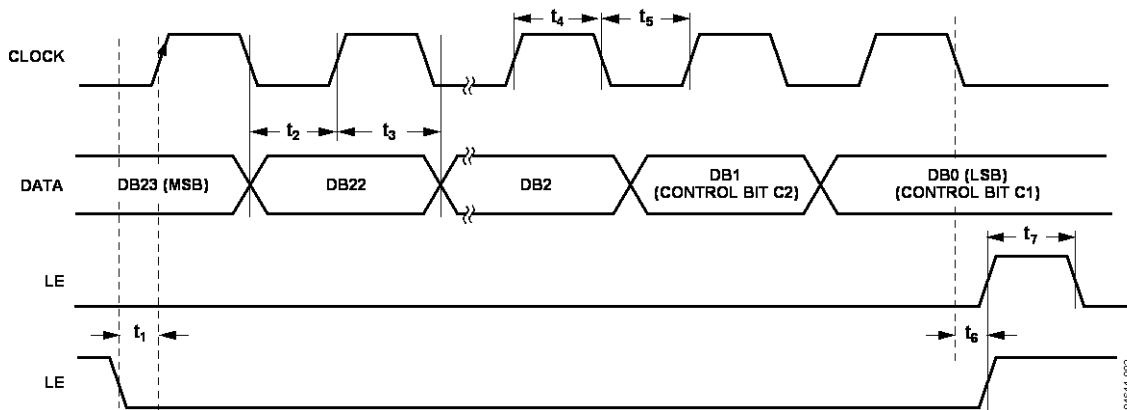 CLOCK
t4
t5
t2
t3
DATA
DB23 (MSB)
DB22
DB2
DB1
(CONTROL BIT C2)
DB0 (LSB)
(CONTROL BIT C1)
t7
LE
t1
t6
LE